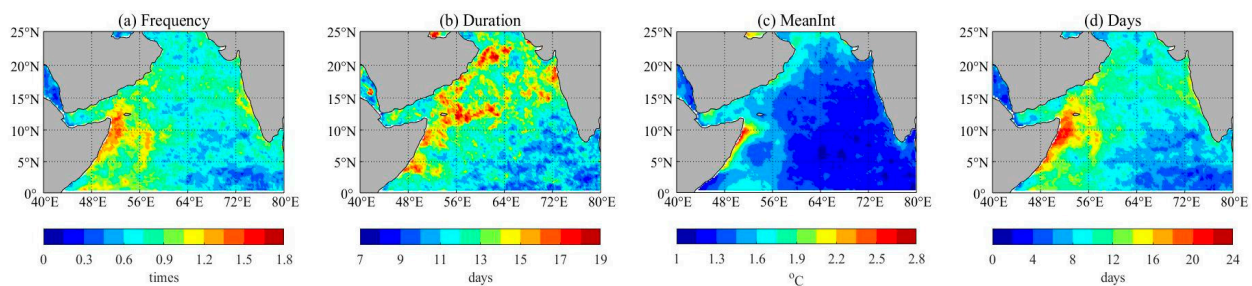 (a) Frequency
25°N
20°N
15°N
10°N
5°N
0°
40°E 48°E 56°E 64°E 72°E 80°E
0 0.3 0.6 0.9 1.2 1.5 1.8
times
(b) Duration
25°N
20°N
15°N
10°N
5°N
0°
40°E 48°E 56°E 64°E 72°E 80°E
7 9 11 13 15 17 19
days
(c) MeanInt
25°N
20°N
15°N
10°N
5°N
0°
40°E 48°E 56°E 64°E 72°E 80°E
1 1.3 1.6 1.9 2.2 2.5 2.8
°C
(d) Days
25°N
20°N
15°N
10°N
5°N
0°
40°E 48°E 56°E 64°E 72°E 80°E
0 4 8 12 16 20 24
days